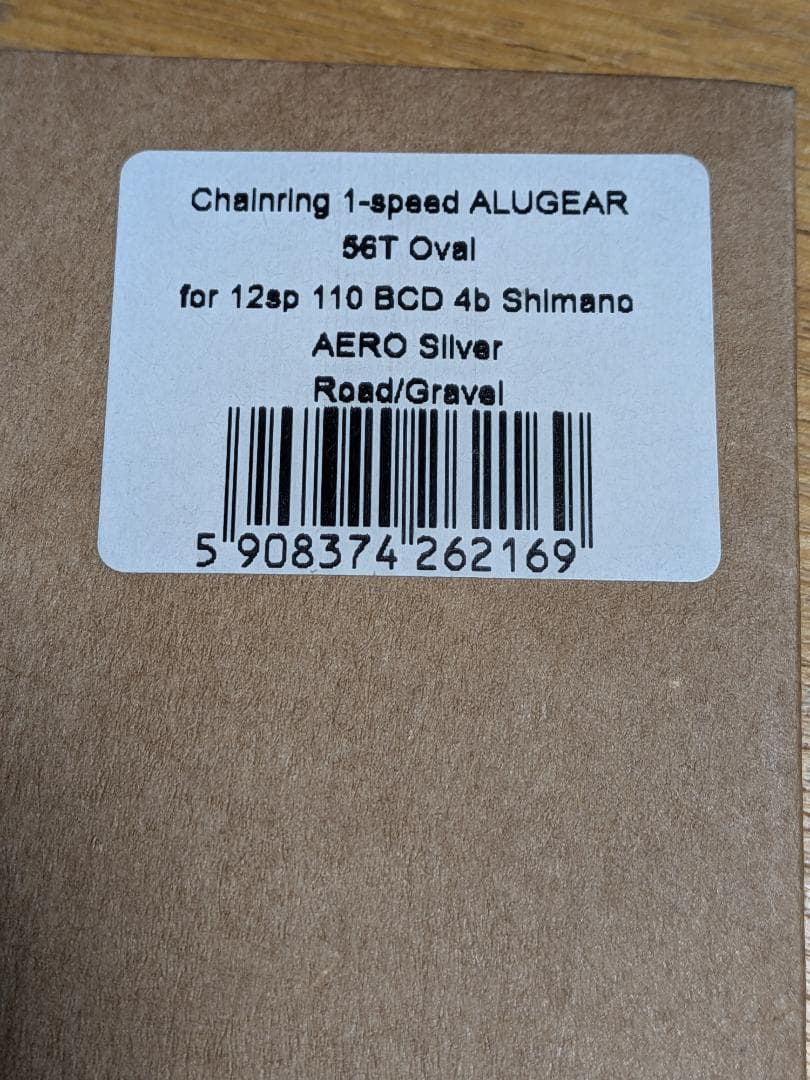 Chainring 1-speed ALUGEAR
56T Oval
for 12sp 110 BCD 4b Shimano
AERO Silver
Road/Gravel
5 908374 262169